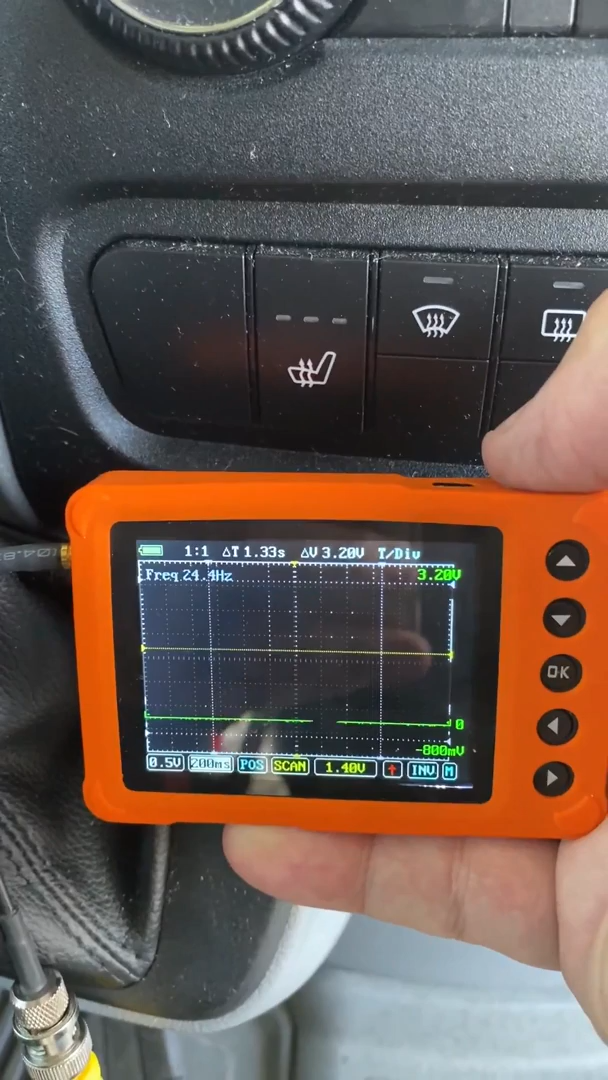 1:1 ΔT 1.33s ΔV 3.20V T/Div
Freq 24.4Hz 3.20V
0
-800mV
0.5V 200ms POS SCAN 1.40V INV M
OK